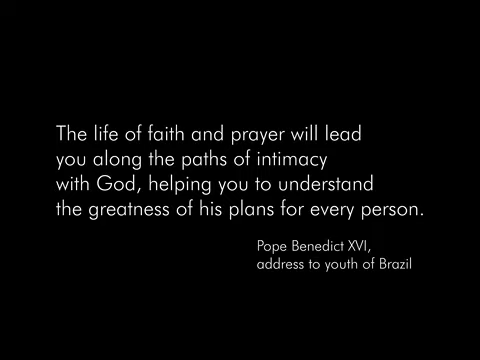 The life of faith and prayer will lead
you along the paths of intimacy
with God, helping you to understand
the greatness of his plans for every person.
Pope Benedict XVI,
address to youth of Brazil